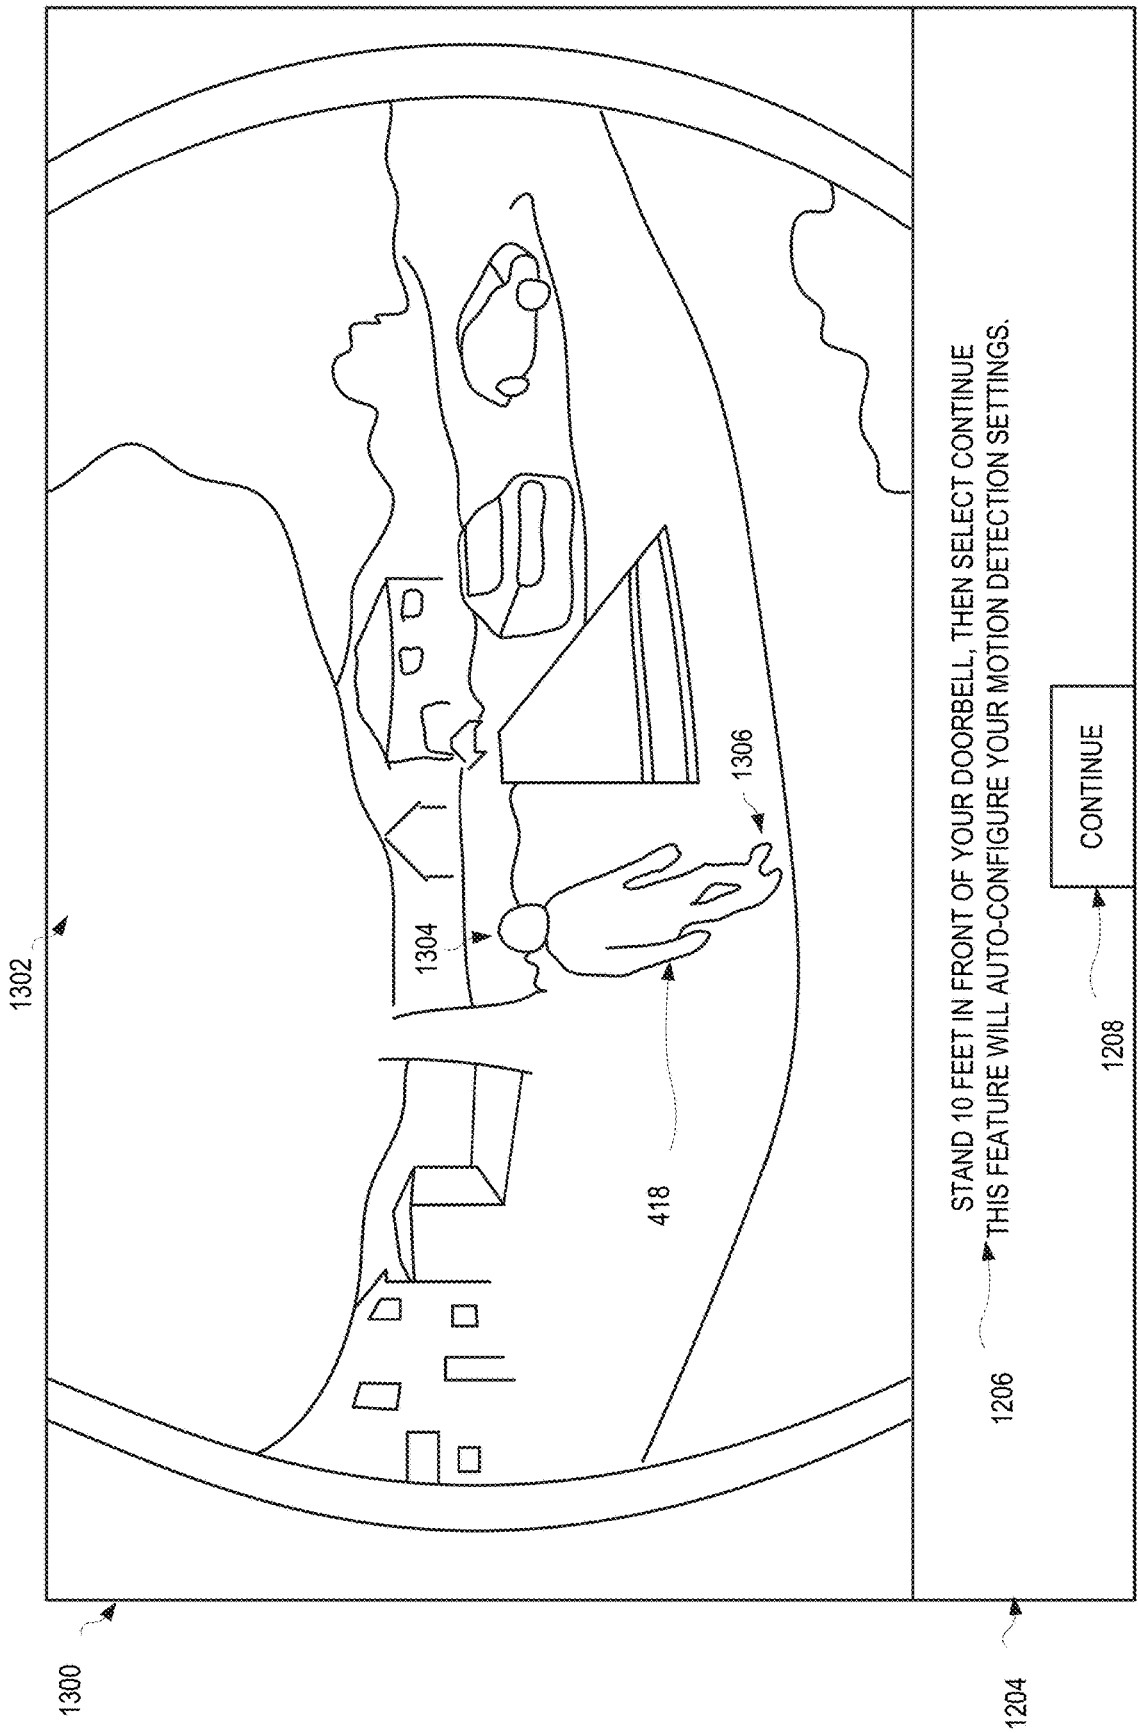 1300
1302
1304
418
1306
1204
1206
STAND 10 FEET IN FRONT OF YOUR DOORBELL, THEN SELECT CONTINUE
THIS FEATURE WILL AUTO-CONFIGURE YOUR MOTION DETECTION SETTINGS.
1208
CONTINUE